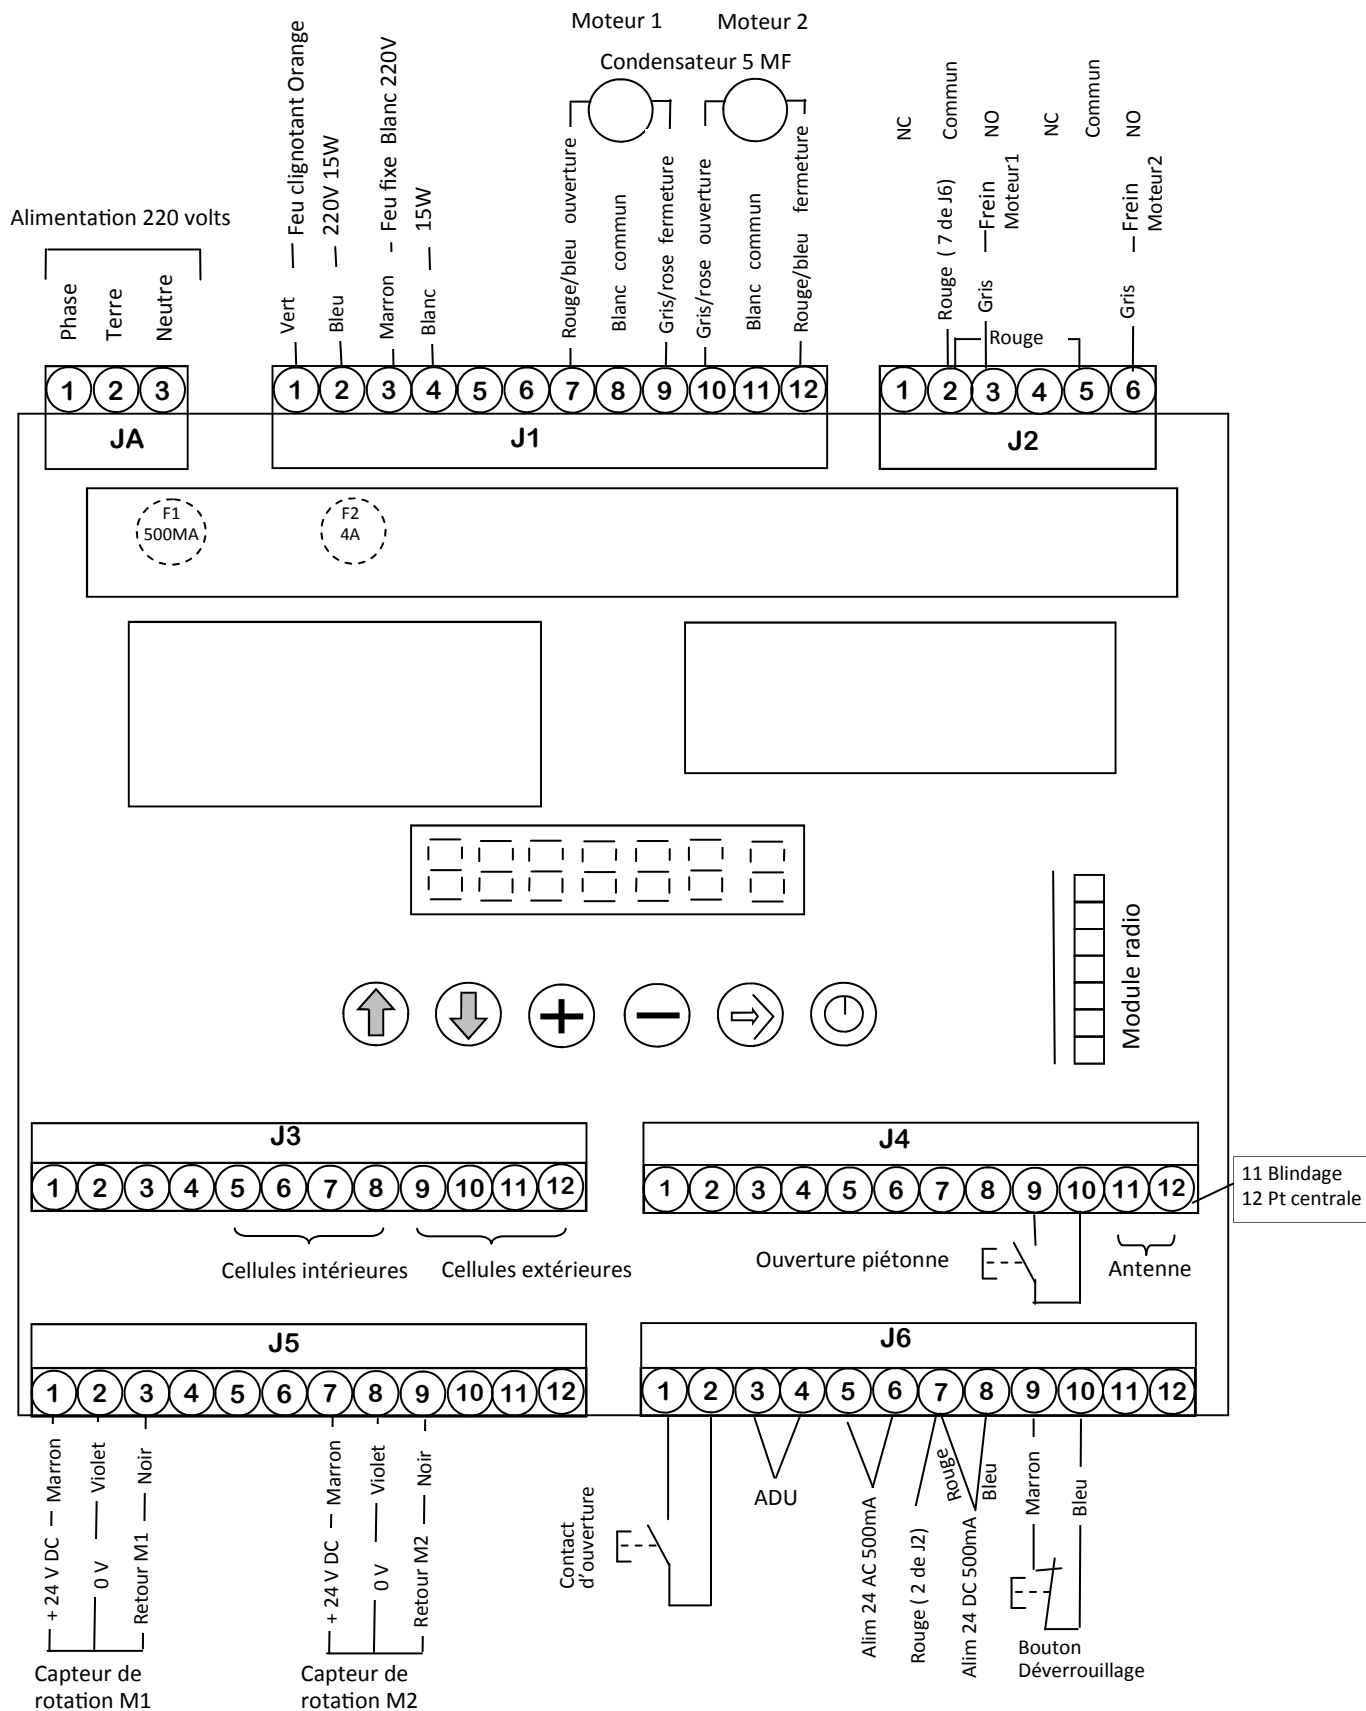 Moteur 1
Moteur 2
Condensateur 5 MF
Alimentation 220 volts
Phase
Terre
Neutre
Vert
Feu clignotant Orange
Bleu
220V 15W
Marron
Feu fixe Blanc 220V
Blanc
15W
Rouge/bleu ouverture
Blanc commun
Gris/rose fermeture
Gris/rose ouverture
Blanc commun
Rouge/bleu fermeture
NC
Commun
NO
NC
Commun
NO
Rouge ( 7 de J6)
Gris
Frein
Moteur1
Rouge
Gris
Frein
Moteur2
1 2 3
JA
1 2 3 4 5 6 7 8 9 10 11 12
J1
1 2 3 4 5 6
J2
F1
500MA
F2
4A
Module radio
J3
1 2 3 4 5 6 7 8 9 10 11 12
Cellules intérieures
Cellules extérieures
J4
1 2 3 4 5 6 7 8 9 10 11 12
11 Blindage
12 Pt centrale
Ouverture piétonne
Antenne
J5
1 2 3 4 5 6 7 8 9 10 11 12
+ 24 V DC
Marron
0 V
Violet
Retour M1
Noir
Capteur de
rotation M1
+ 24 V DC
Marron
0 V
Violet
Retour M2
Noir
Capteur de
rotation M2
J6
1 2 3 4 5 6 7 8 9 10 11 12
Contact
d'ouverture
ADU
Alim 24 AC 500mA
Rouge ( 2 de J2)
Rouge
Bleu
Alim 24 DC 500mA
Marron
Bleu
Bouton
Déverrouillage